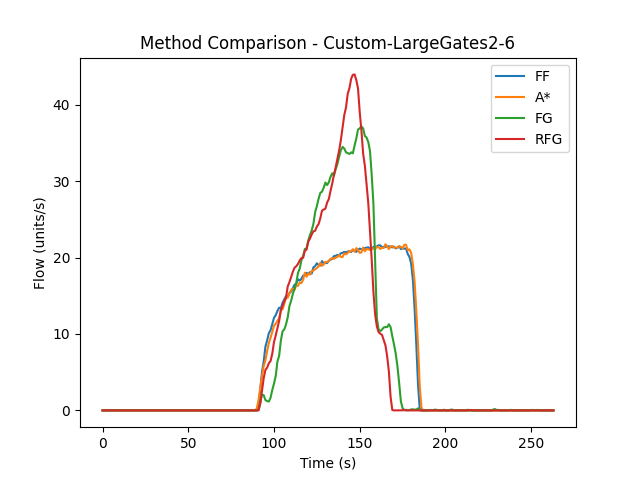 Method Comparison - Custom-LargeGates2-6
FF
A*
FG
RFG
40
30
20
10
0
Flow (units/s)
0 50 100 150 200 250
Time (s)